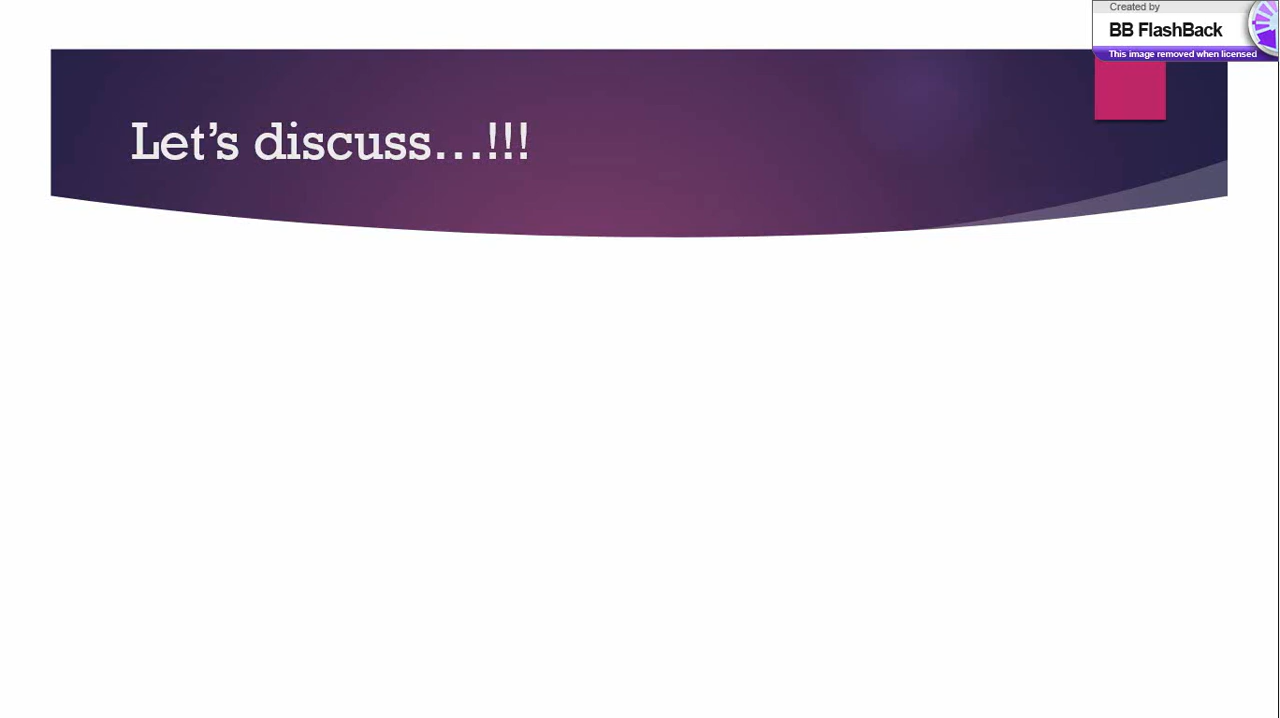 Created by
BB FlashBack
This image removed when licensed
Let’s discuss…!!!